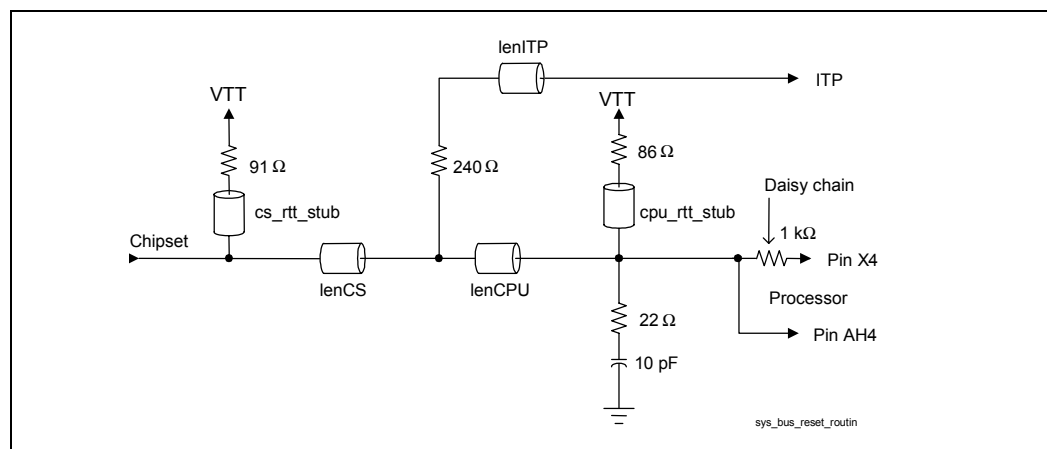 lenITP
ITP
VTT
VTT
91 Ω
240 Ω
86 Ω
Daisy chain
cs_rtt_stub
cpu_rtt_stub
1 kΩ
Chipset
Pin X4
lenCS
lenCPU
Processor
22 Ω
Pin AH4
10 pF
sys_bus_reset_routin